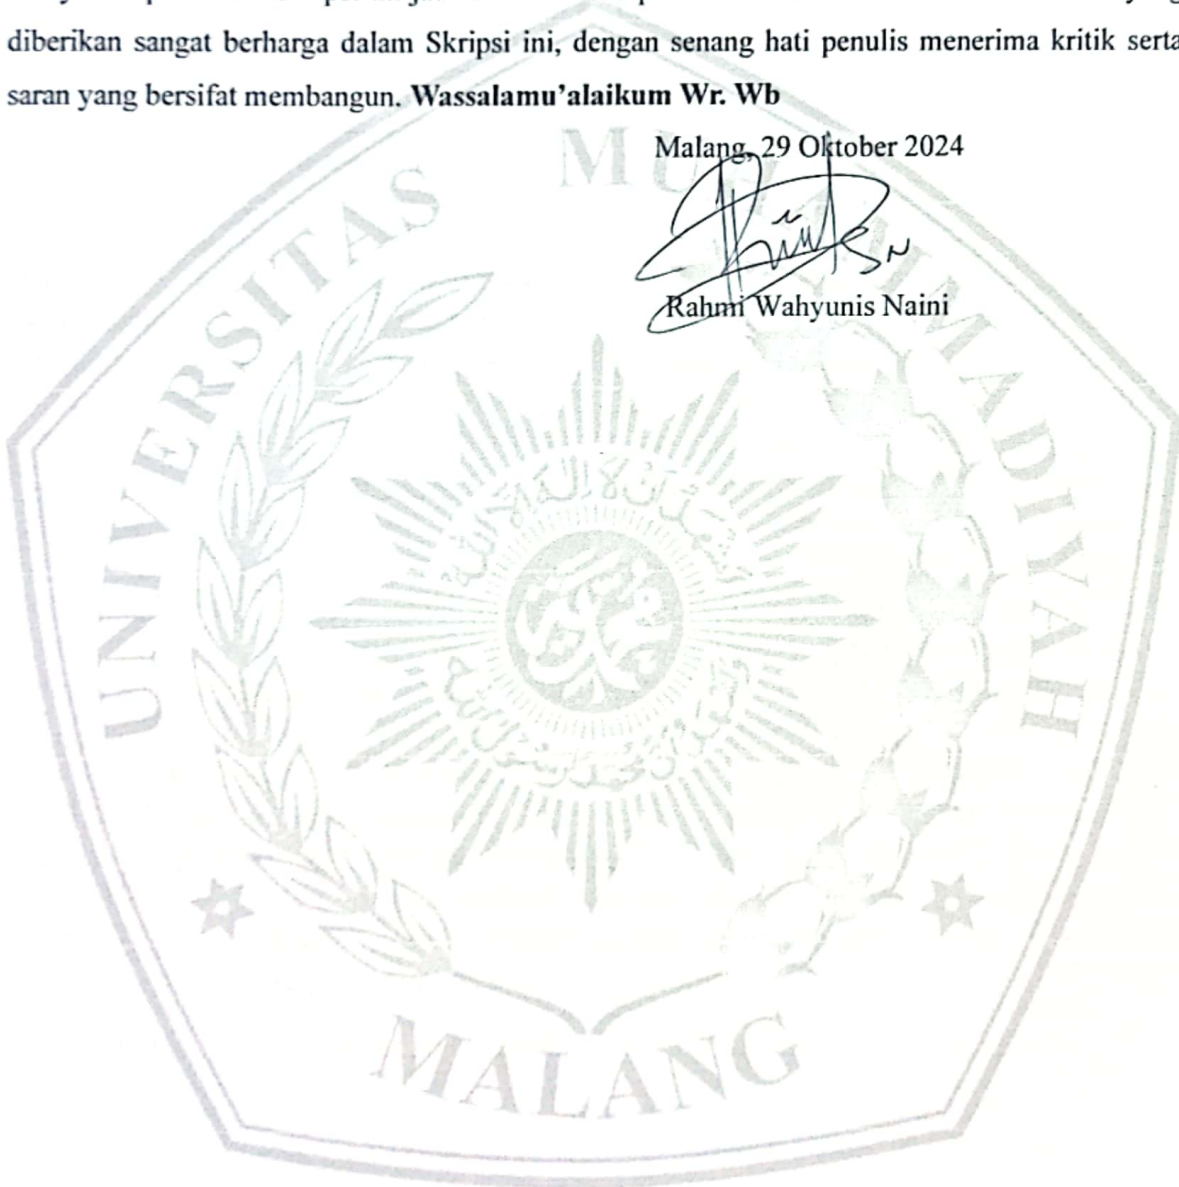 diberikan sangat berharga dalam Skripsi ini, dengan senang hati penulis menerima kritik serta
saran yang bersifat membangun. Wassalamu’alaikum Wr. Wb
Malang, 29 Oktober 2024
Rahmi Wahyunis Naini
UNIVERSITAS MUHAMMADIYAH
MALANG